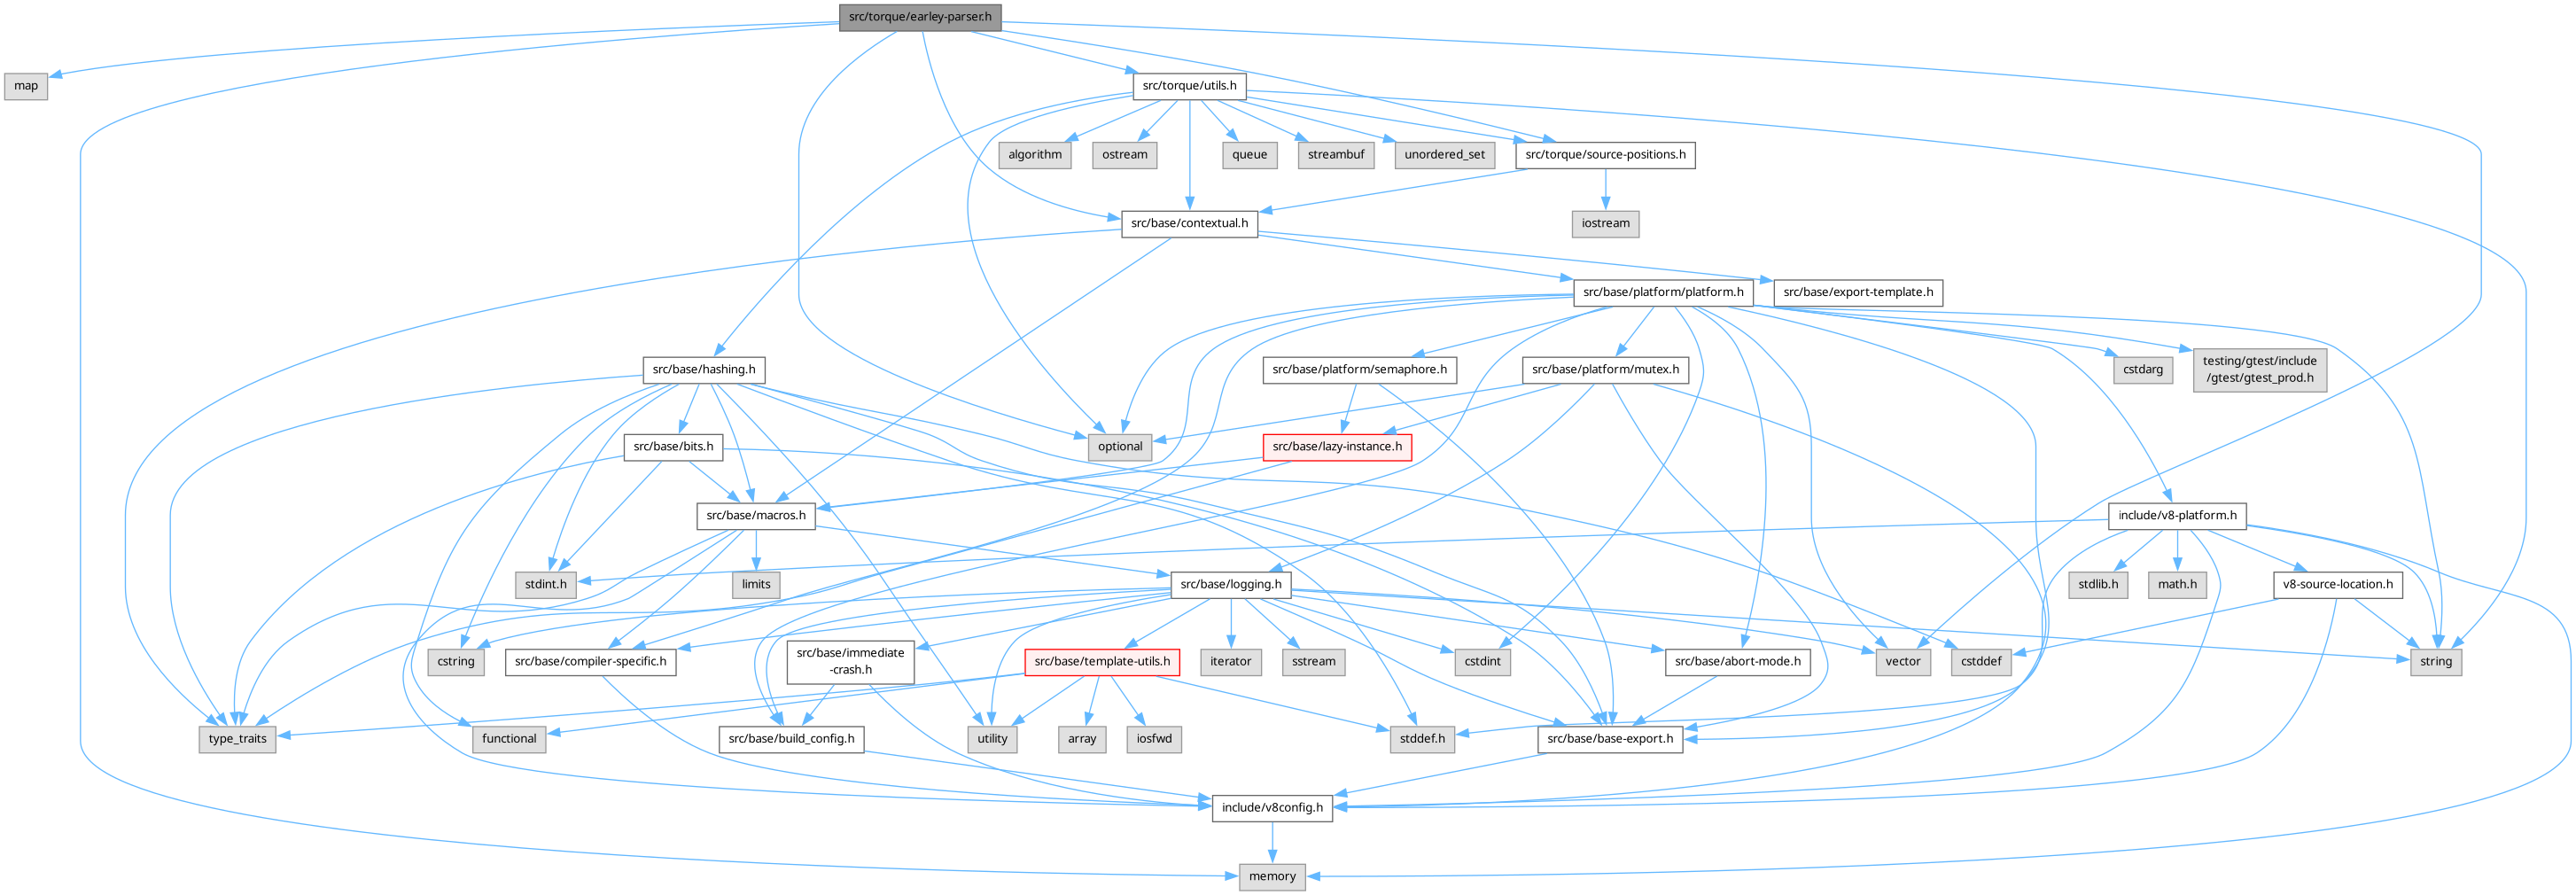 src/torque/earley-parser.h
map
src/torque/utils.h
algorithm
ostream
queue
streambuf
unordered_set
src/torque/source-positions.h
src/base/contextual.h
iostream
src/base/platform/platform.h
src/base/export-template.h
src/base/hashing.h
src/base/platform/semaphore.h
src/base/platform/mutex.h
cstdarg
testing/gtest/include
/gtest/gtest_prod.h
src/base/bits.h
optional
src/base/lazy-instance.h
src/base/macros.h
include/v8-platform.h
stdint.h
limits
src/base/logging.h
stdlib.h
math.h
v8-source-location.h
cstring
src/base/compiler-specific.h
src/base/immediate
-crash.h
src/base/template-utils.h
iterator
sstream
cstdint
src/base/abort-mode.h
vector
cstddef
string
type_traits
functional
src/base/build_config.h
utility
array
iosfwd
stddef.h
src/base/base-export.h
include/v8config.h
memory